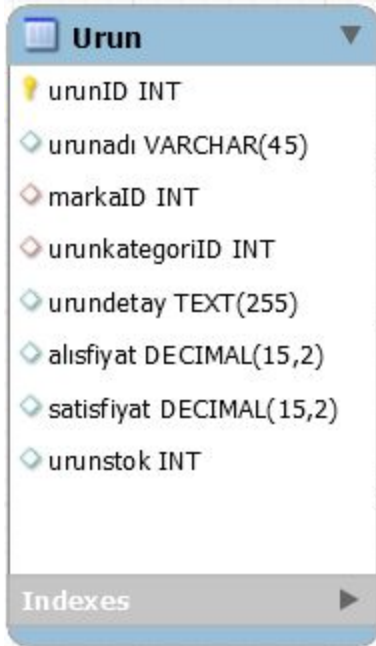 Urun
urunID INT
urunadı VARCHAR(45)
markaID INT
urunkategoriID INT
urundetay TEXT(255)
alısfiyat DECIMAL(15,2)
satisfiyat DECIMAL(15,2)
urunstok INT
Indexes